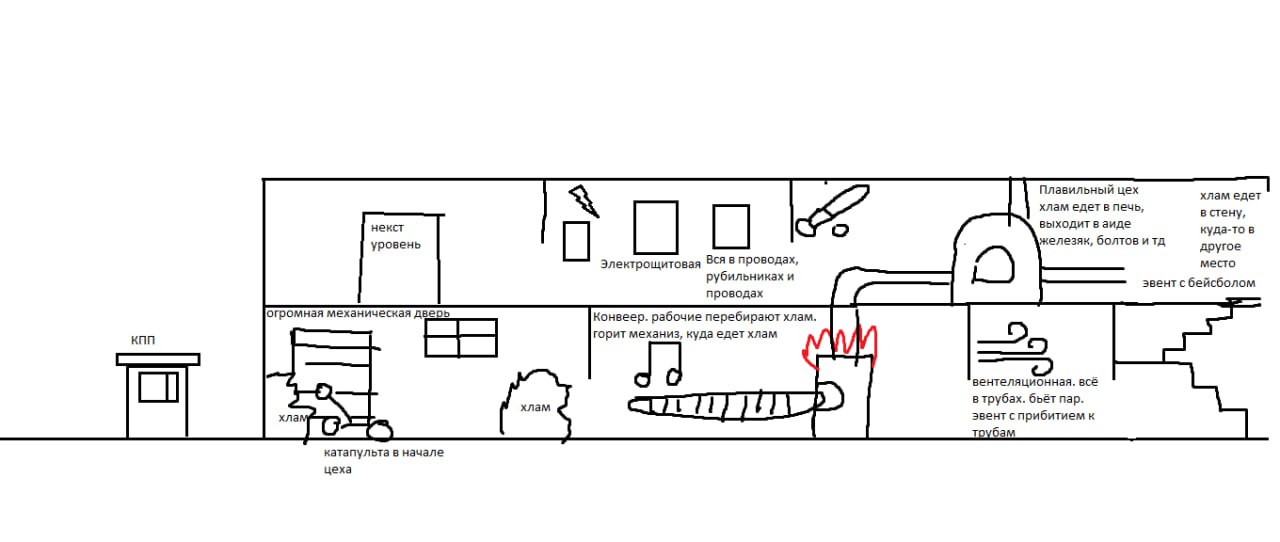 некст
уровень
Электрощитовая
Вся в проводах,
рубильниках и
проводах
Плавильный цех
хлам едет в печь,
выходит в аиде
железяк, болтов и тд
хлам едет
в стену,
куда-то в
другое
место
эвент с бейсболом
огромная механическая дверь
КПП
хлам
катапульта в начале
цеха
хлам
Конвеер. рабочие перебирают хлам.
горит механиз, куда едет хлам
вентеляционная. всё
в трубах. бьёт пар.
эвент с прибитием к
трубам